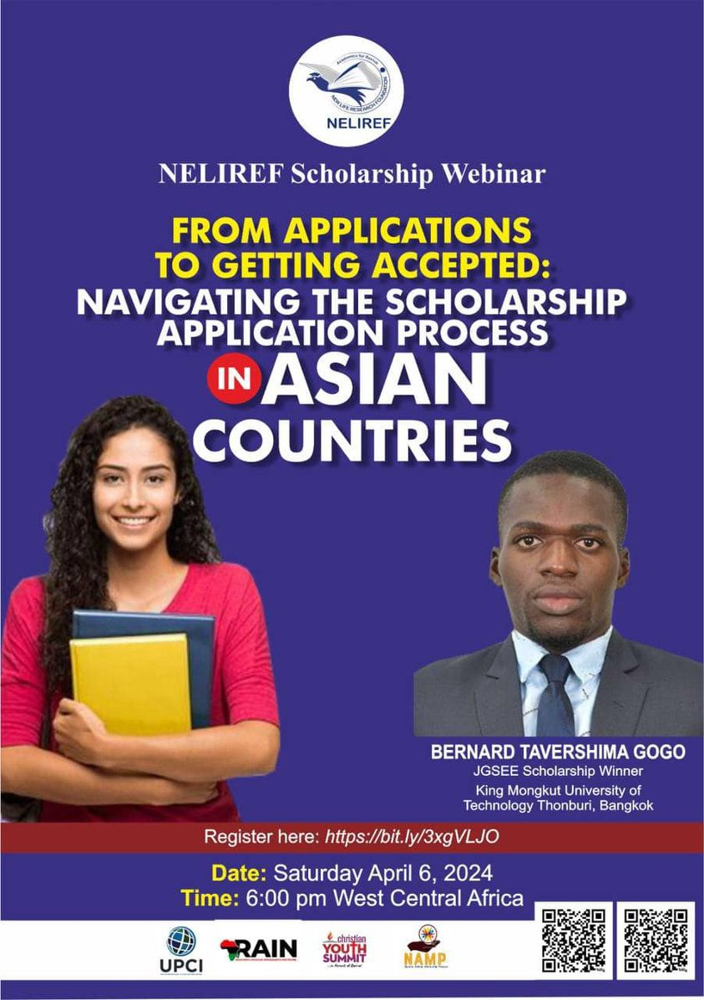 Academics for Revival
NEW LIFE RESEARCH FOUNDATION
NELIREF
NELIREF Scholarship Webinar
FROM APPLICATIONS
TO GETTING ACCEPTED:
NAVIGATING THE SCHOLARSHIP
APPLICATION PROCESS
IN ASIAN
COUNTRIES
BERNARD TAVERSHIMA GOGO
JGSEE Scholarship Winner
King Mongkut University of
Technology Thonburi, Bangkok
Register here: https://bit.ly/3xgVLJO
Date: Saturday April 6, 2024
Time: 6:00 pm West Central Africa
UPCI
RAIN
christian
YOUTH
SUMMIT
NAMP